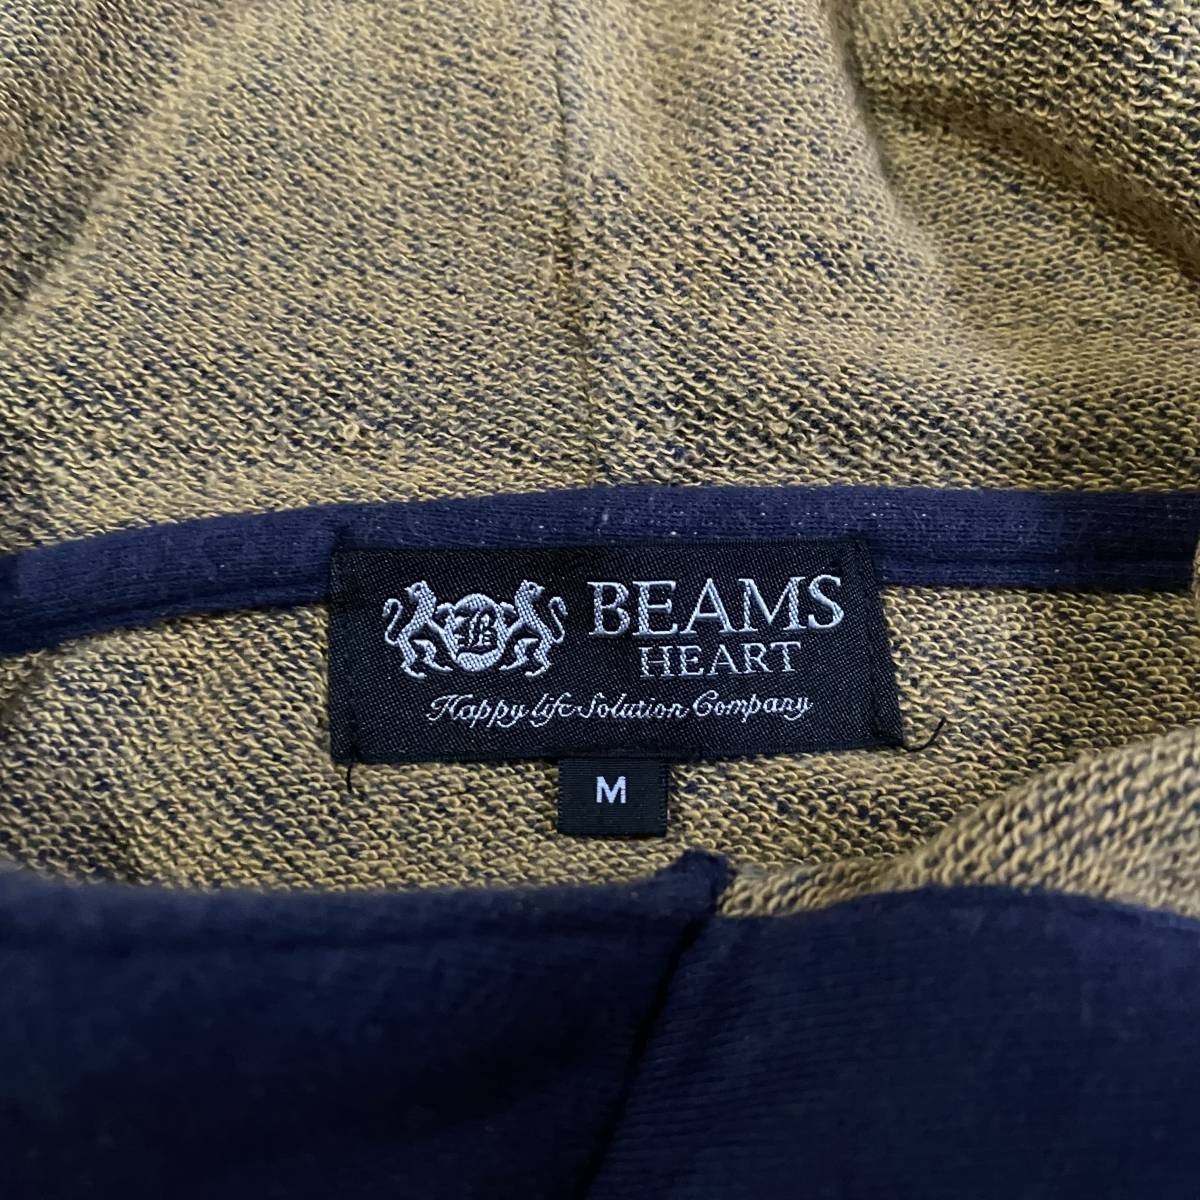 B
BEAMS
HEART
Happy life Solution Company
M